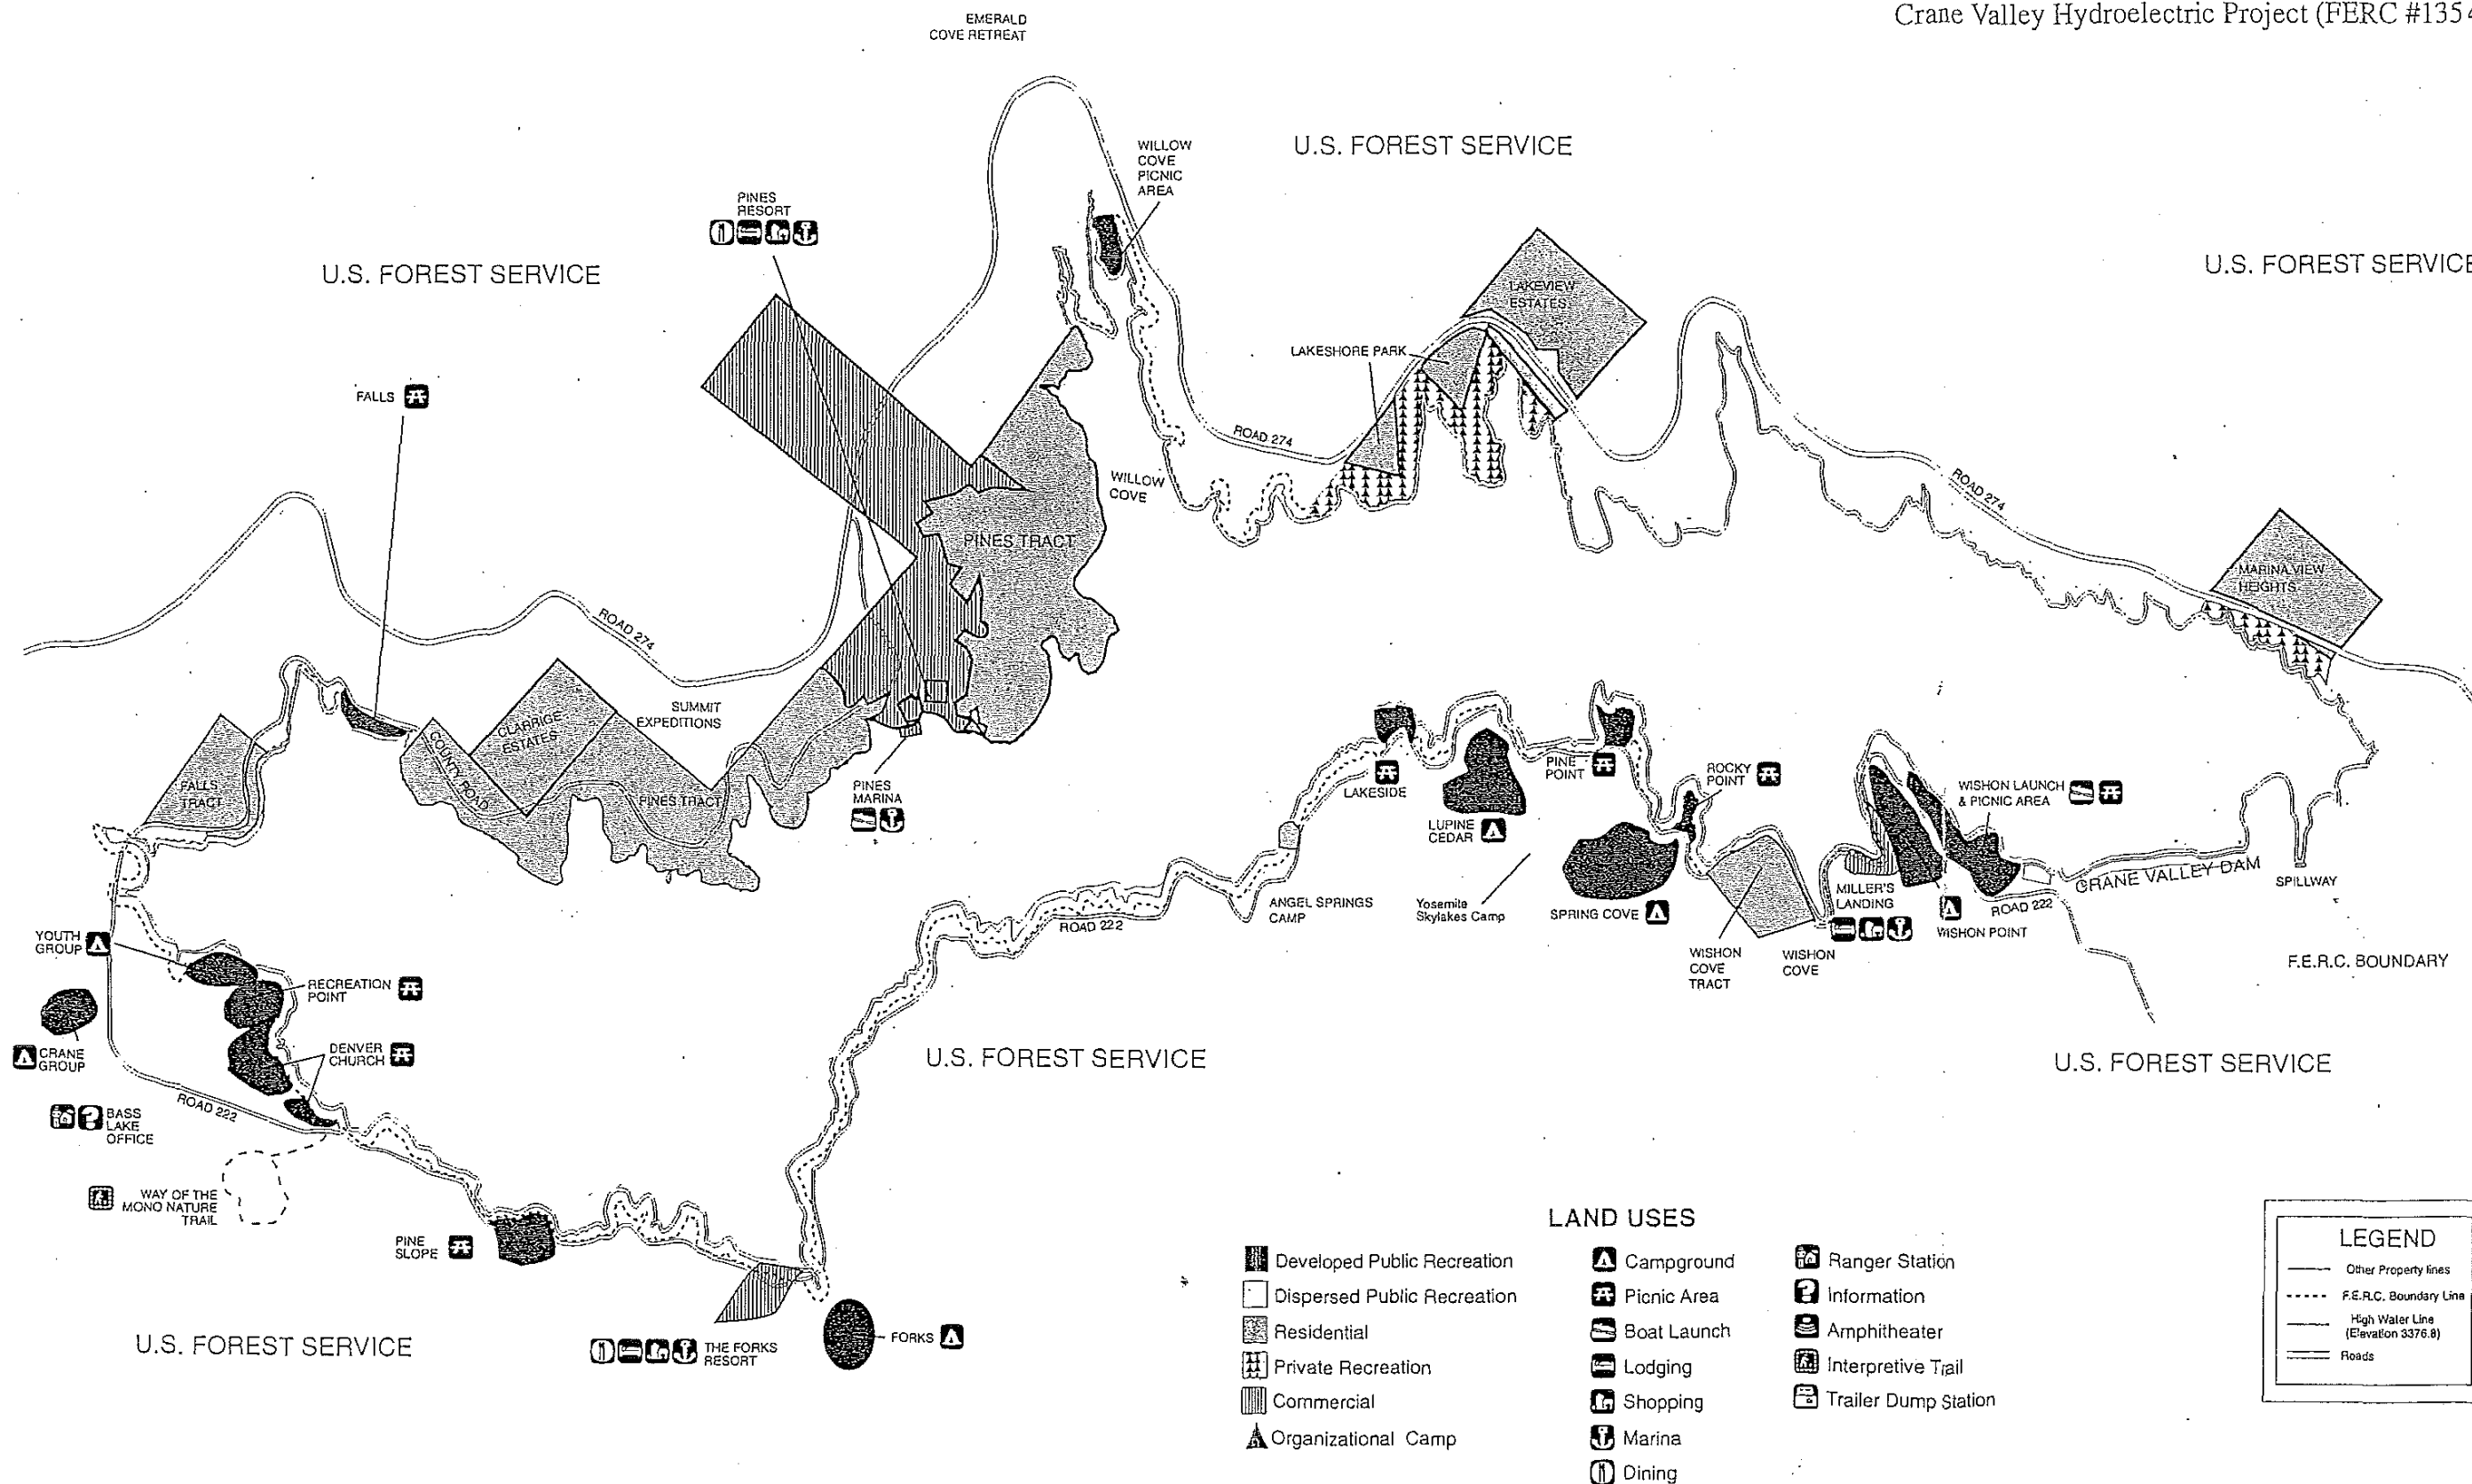 Crane Valley Hydroelectric Project (FERC #1354
EMERALD
COVE RETREAT
WILLOW
COVE
PICNIC
AREA
U.S. FOREST SERVICE
PINES
RESORT
U.S. FOREST SERVICE
U.S. FOREST SERVICE
LAKEVIEW
ESTATES
LAKESHORE PARK
FALLS
ROAD 274
WILLOW
COVE
ROAD 274
PINES TRACT
MARINA VIEW
HEIGHTS
ROAD 274
SUMMIT
EXPEDITIONS
CLARRIGE
ESTATES
COUNTY ROAD
FALLS
TRACT
PINES TRACT
PINES
MARINA
LAKESIDE
PINE
POINT
ROCKY
POINT
WISHON LAUNCH
& PICNIC AREA
LUPINE
CEDAR
ANGEL SPRINGS
CAMP
Yosemite
Skylakes Camp
SPRING COVE
MILLER'S
LANDING
CRANE VALLEY DAM
SPILLWAY
ROAD 222
WISHON POINT
ROAD 222
WISHON
COVE
TRACT
WISHON
COVE
F.E.R.C. BOUNDARY
YOUTH
GROUP
RECREATION
POINT
CRANE
GROUP
DENVER
CHURCH
ROAD 222
BASS
LAKE
OFFICE
U.S. FOREST SERVICE
U.S. FOREST SERVICE
WAY OF THE
MONO NATURE
TRAIL
PINE
SLOPE
U.S. FOREST SERVICE
THE FORKS
RESORT
FORKS
LAND USES
Developed Public Recreation
Dispersed Public Recreation
Residential
Private Recreation
Commercial
Organizational Camp
Campground
Picnic Area
Boat Launch
Lodging
Shopping
Marina
Dining
Ranger Station
Information
Amphitheater
Interpretive Trail
Trailer Dump Station
LEGEND
Other Property lines
F.E.R.C. Boundary Line
High Water Line
(Elevation 3376.8)
Roads